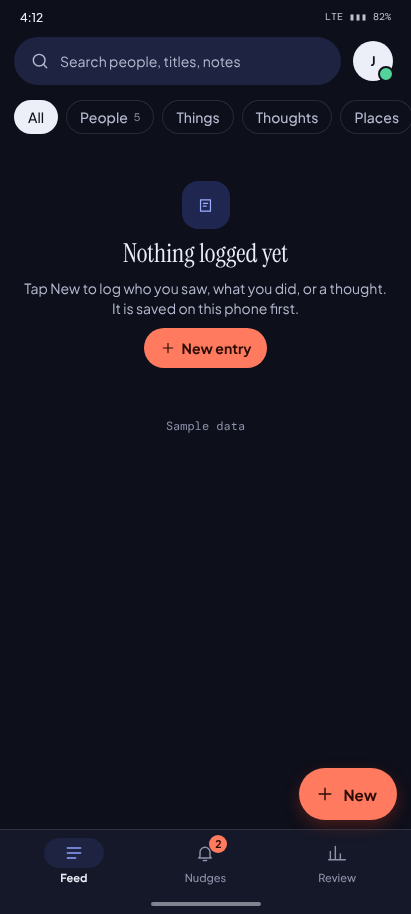 4:12
LTE 82%
Search people, titles, notes
J
All
People 5
Things
Thoughts
Places
Nothing logged yet
Tap New to log who you saw, what you did, or a thought.
It is saved on this phone first.
+ New entry
Sample data
+ New
2
Feed
Nudges
Review